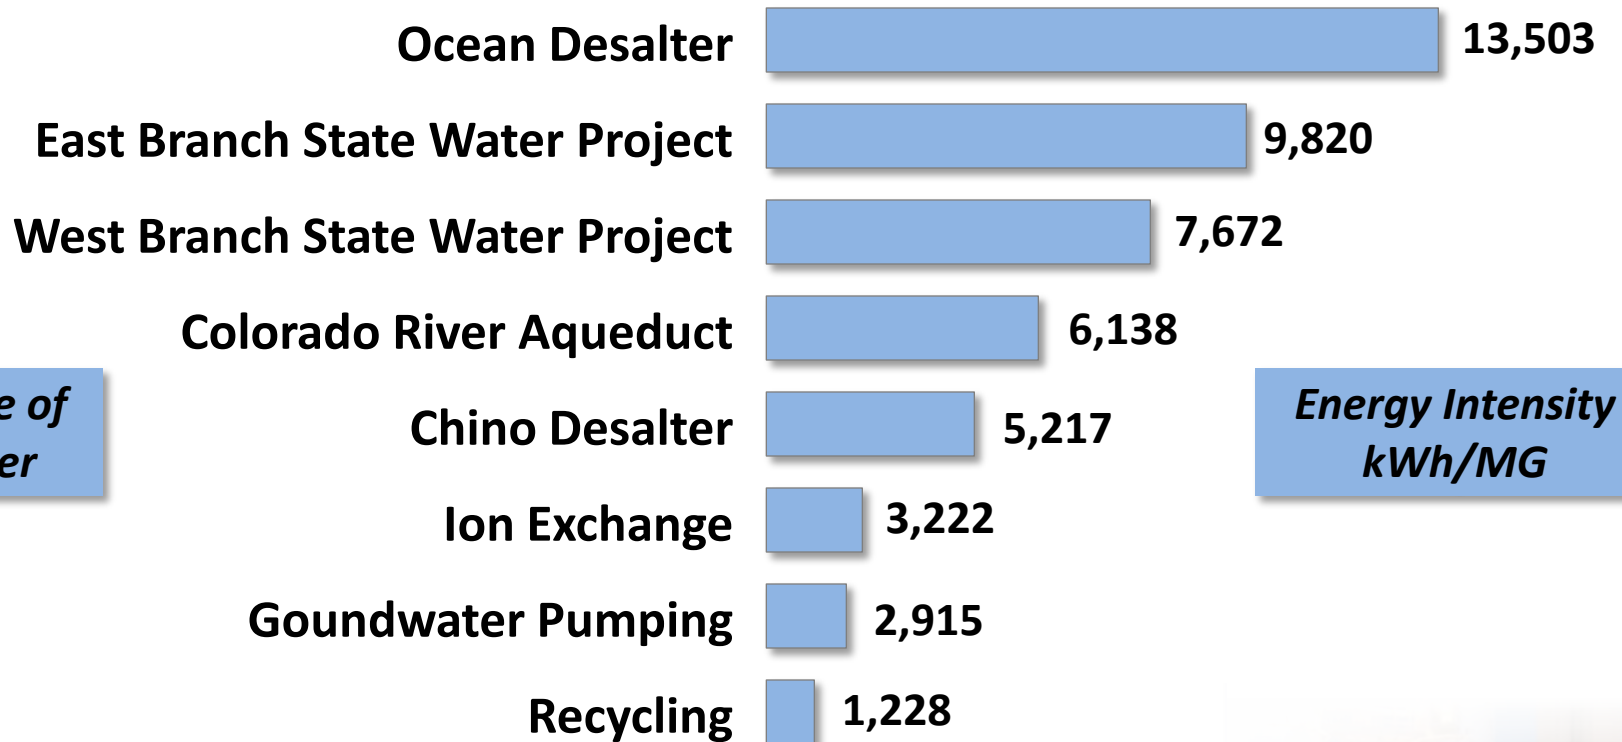 Ocean Desalter 13,503
East Branch State Water Project 9,820
West Branch State Water Project 7,672
Colorado River Aqueduct 6,138
Chino Desalter 5,217
of
Energy Intensity
kWh/MG
Ion Exchange 3,222
Goundwater Pumping 2,915
Recycling 1,228